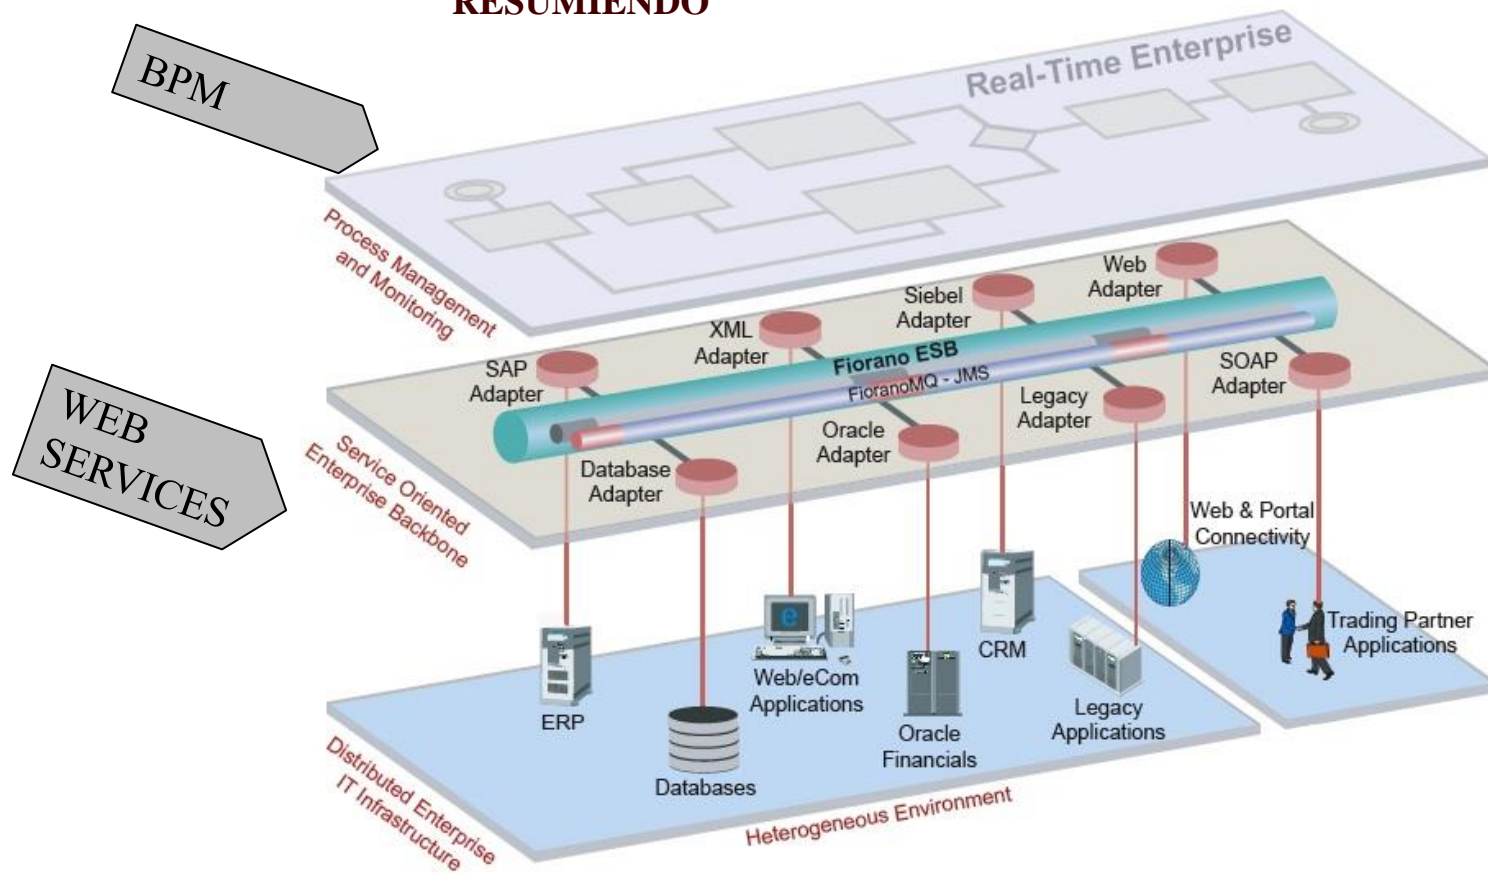 RESUMIENDO
BPM
Real-Time Enterprise
Process Management
and Monitoring
WEB
SERVICES
Web
Adapter
Siebel
Adapter
XML
Adapter
SAP
Adapter
Fiorano ESB
FioranoMQ - JMS
SOAP
Adapter
Legacy
Adapter
Oracle
Adapter
Database
Adapter
Service Oriented
Enterprise Backbone
Web & Portal
Connectivity
Trading Partner
Applications
CRM
Web/eCom
Applications
ERP
Legacy
Applications
Oracle
Financials
Databases
Distributed Enterprise
IT Infrastructure
Heterogeneous Environment
e